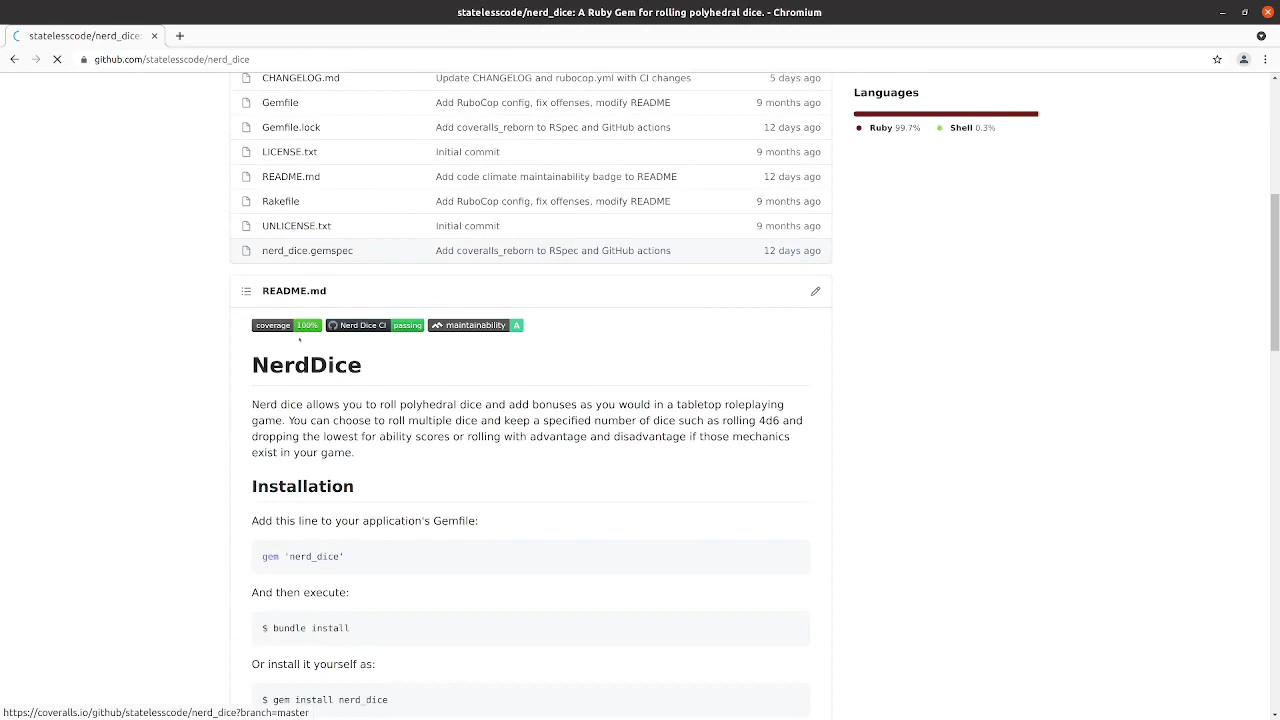 statelesscode/nerd_dice: A Ruby Gem for rolling polyhedral dice. - Chromium
statelesscode/nerd_dice:
github.com/statelesscode/nerd_dice
CHANGELOG.md Update CHANGELOG and rubocop.yml with CI changes 5 days ago
Languages
Gemfile Add RuboCop config, fix offenses, modify README 9 months ago
Ruby 99.7% Shell 0.3%
Gemfile.lock Add coveralls_reborn to RSpec and GitHub actions 12 days ago
LICENSE.txt Initial commit 9 months ago
README.md Add code climate maintainability badge to README 12 days ago
Rakefile Add RuboCop config, fix offenses, modify README 9 months ago
UNLICENSE.txt Initial commit 9 months ago
nerd_dice.gemspec Add coveralls_reborn to RSpec and GitHub actions 12 days ago
README.md
coverage 100% Nerd Dice CI passing maintainability A
NerdDice
Nerd dice allows you to roll polyhedral dice and add bonuses as you would in a tabletop roleplaying
game. You can choose to roll multiple dice and keep a specified number of dice such as rolling 4d6 and
dropping the lowest for ability scores or rolling with advantage and disadvantage if those mechanics
exist in your game.
Installation
Add this line to your application's Gemfile:
gem 'nerd_dice'
And then execute:
$ bundle install
Or install it yourself as:
$ gem install nerd_dice
https://coveralls.io/github/statelesscode/nerd_dice?branch=master